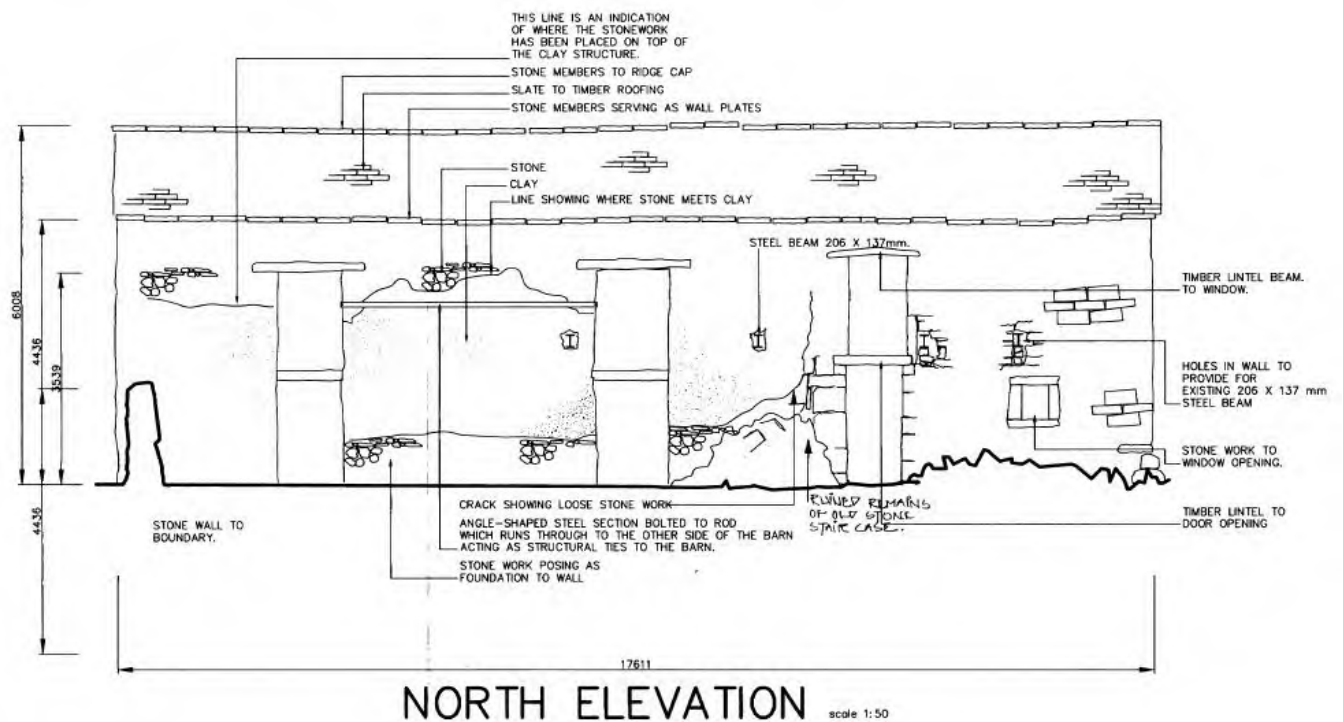 THIS LINE IS AN INDICATION
OF WHERE THE STONEWORK
HAS BEEN PLACED ON TOP OF
THE CLAY STRUCTURE.
STONE MEMBERS TO RIDGE CAP
SLATE TO TIMBER ROOFING
STONE MEMBERS SERVING AS WALL PLATES
STONE
CLAY
LINE SHOWING WHERE STONE MEETS CLAY
STEEL BEAM 206 X 137mm.
TIMBER LINTEL BEAM.
TO WINDOW.
6008
4436
3539
4436
HOLES IN WALL TO
PROVIDE FOR
EXISTING 206 X 137 mm
STEEL BEAM
STONE WORK TO
WINDOW OPENING.
TIMBER LINTEL TO
DOOR OPENING
STONE WALL TO
BOUNDARY.
CRACK SHOWING LOOSE STONE WORK
ANGLE-SHAPED STEEL SECTION BOLTED TO ROD
WHICH RUNS THROUGH TO THE OTHER SIDE OF THE BARN
ACTING AS STRUCTURAL TIES TO THE BARN.
STONE WORK POSING AS
FOUNDATION TO WALL
RUINED REMAINS
OF OLD STONE
STAIR CASE.
17611
NORTH ELEVATION scale 1:50